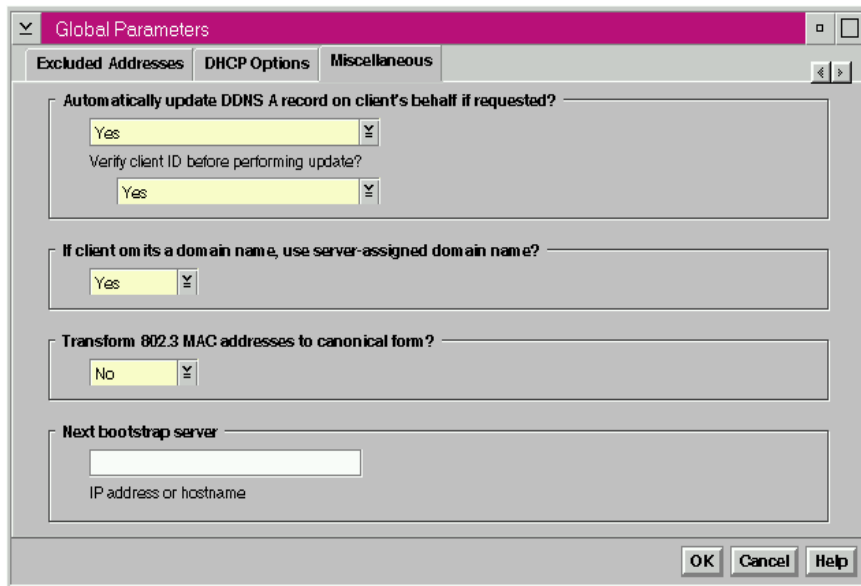 Global Parameters
Excluded Addresses DHCP Options Miscellaneous
Automatically update DDNS A record on client's behalf if requested?
Yes
Verify client ID before performing update?
Yes
If client omits a domain name, use server-assigned domain name?
Yes
Transform 802.3 MAC addresses to canonical form?
No
Next bootstrap server
IP address or hostname
OK Cancel Help